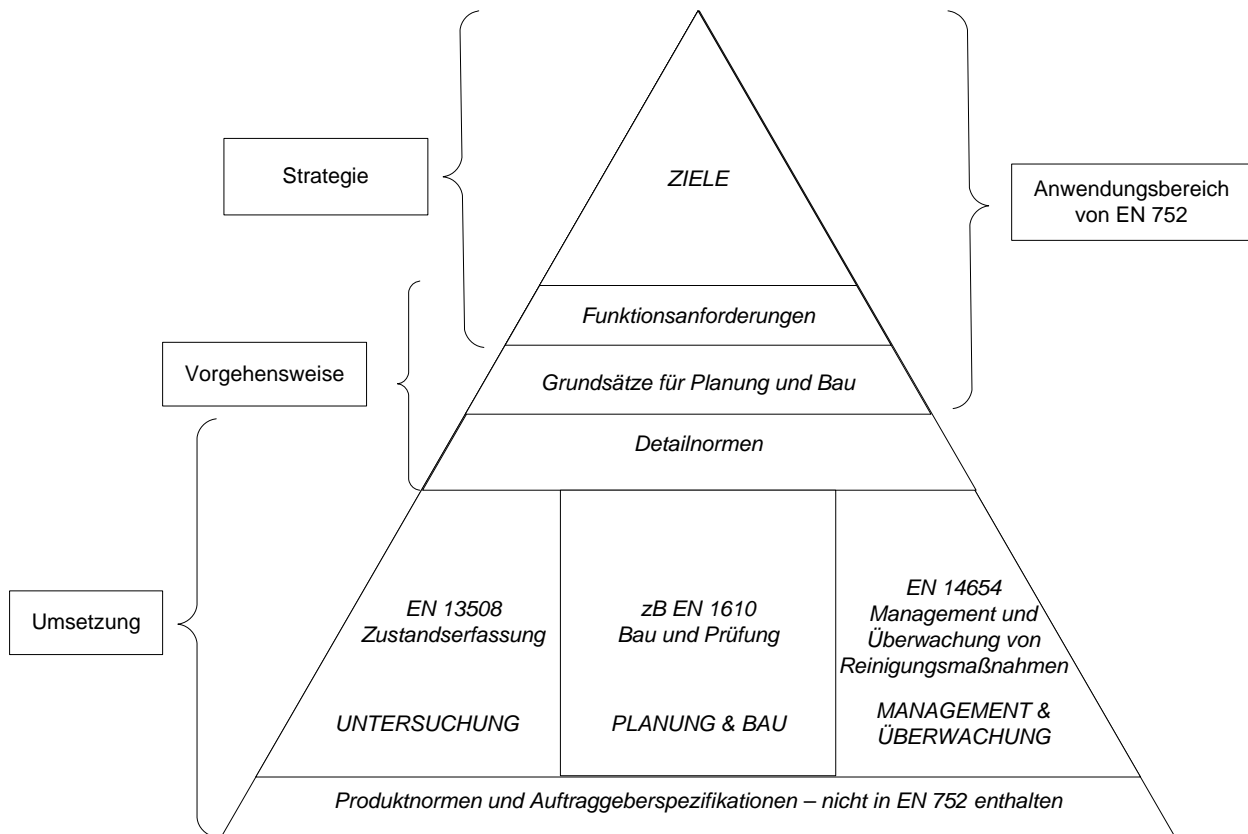 Strategie
ZIELE
Anwendungsbereich
von EN 752
Funktionsanforderungen
Vorgehensweise
Grundsätze für Planung und Bau
Detailnormen
Umsetzung
EN 13508
Zustandserfassung
UNTERSUCHUNG
zB EN 1610
Bau und Prüfung
PLANUNG & BAU
EN 14654
Management und
Überwachung von
Reinigungsmaßnahmen
MANAGEMENT &
ÜBERWACHUNG
Produktnormen und Auftraggeberspezifikationen – nicht in EN 752 enthalten